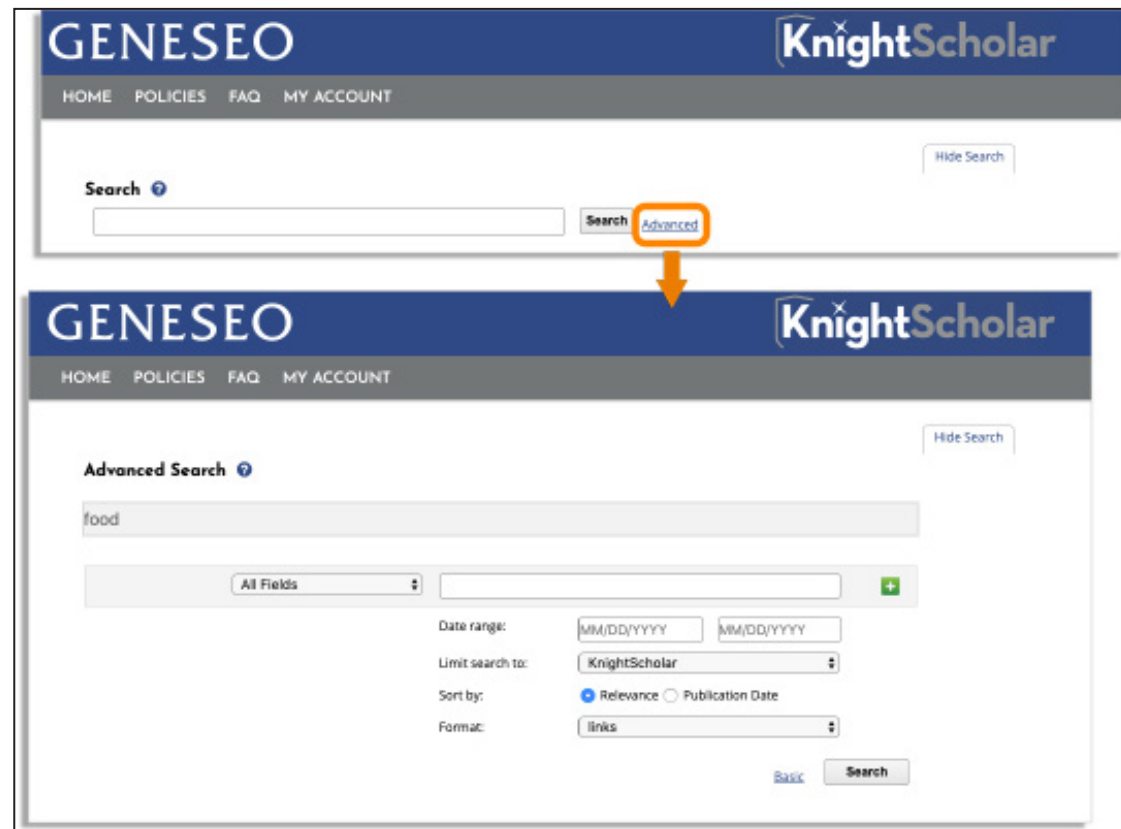 GENESEO KnightScholar
HOME POLICIES FAQ MY ACCOUNT
Hide Search
Search ?
Search Advanced
GENESEO KnightScholar
HOME POLICIES FAQ MY ACCOUNT
Hide Search
Advanced Search ?
food
All Fields
Date range: MM/DD/YYYY MM/DD/YYYY
Limit search to: KnightScholar
Sort by: Relevance Publication Date
Format: links
Basic Search